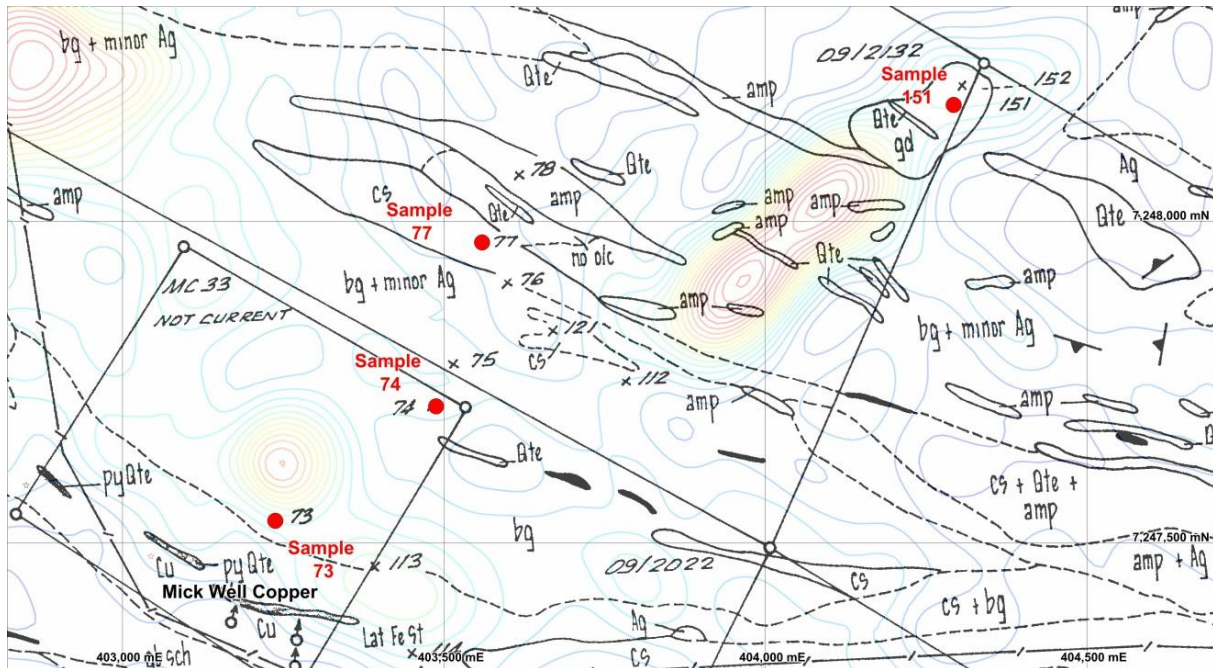 bg + minor Ag
Qte
amp
amp
09/2132
Sample
151
152
151
Qte
gd
Ag
amp
78
amp
Qte
cs
Qte
Sample
77
77
no o/c
amp
amp
amp
Qte
Qte
7,248,000 mN
MC 33
NOT CURRENT
bg + minor Ag
76
amp
amp
121
cs
75
112
Sample
74
74
bg + minor Ag
amp
amp
Qte
pyQte
cs + Qte +
amp
73
Sample
73
bg
7,247,500 mN
113
09/2022
cs
amp + Ag
Cu
pyQte
Mick Well Copper
Cu
Lat Fe St
Ag
cs
cs + bg
403,000 mE
403,500 mE
404,000 mE
404,500 mE